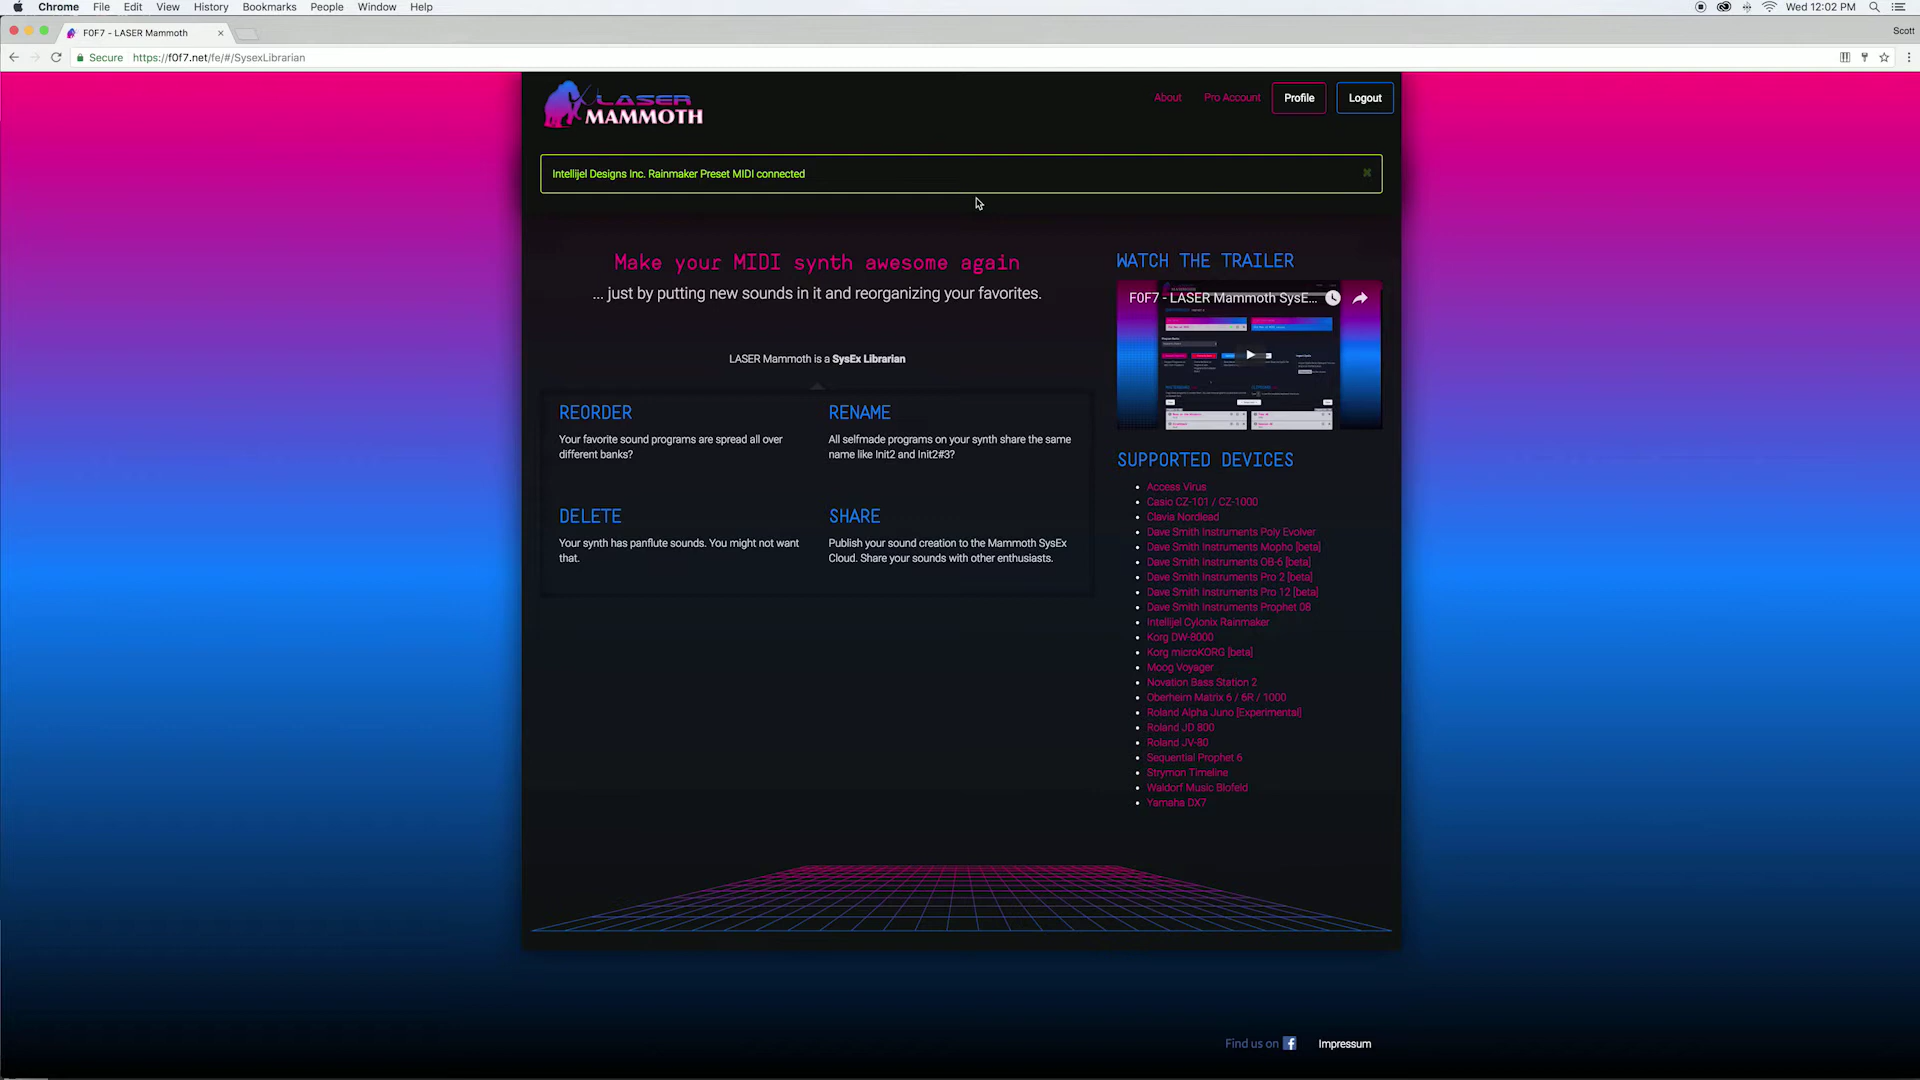 Chrome File Edit View History Bookmarks People Window Help Wed 12:02 PM
F0F7 - LASER Mammoth Scott
Secure https://f0f7.net/fe/#/SysexLibrarian
LASER
MAMMOTH
About Pro Account Profile Logout
Intellijel Designs Inc. Rainmaker Preset MIDI connected
Make your MIDI synth awesome again
... just by putting new sounds in it and reorganizing your favorites.
LASER Mammoth is a SysEx Librarian
REORDER
Your favorite sound programs are spread all over
different banks?
RENAME
All selfmade programs on your synth share the same
name like Init2 and Init2#3?
DELETE
Your synth has panflute sounds. You might not want
that.
SHARE
Publish your sound creation to the Mammoth SysEx
Cloud. Share your sounds with other enthusiasts.
WATCH THE TRAILER
F0F7 - LASER Mammoth SysE...
SUPPORTED DEVICES
Access Virus
Casio CZ-101 / CZ-1000
Clavia Nordlead
Dave Smith Instruments Poly Evolver
Dave Smith Instruments Mopho [beta]
Dave Smith Instruments OB-6 [beta]
Dave Smith Instruments Pro 2 [beta]
Dave Smith Instruments Pro 12 [beta]
Dave Smith Instruments Prophet 08
Intellijel Cylonix Rainmaker
Korg DW-8000
Korg microKORG [beta]
Moog Voyager
Novation Bass Station 2
Oberheim Matrix 6 / 6R / 1000
Roland Alpha Juno [Experimental]
Roland JD 800
Roland JV-80
Sequential Prophet 6
Strymon Timeline
Waldorf Music Blofeld
Yamaha DX7
Find us on Impressum